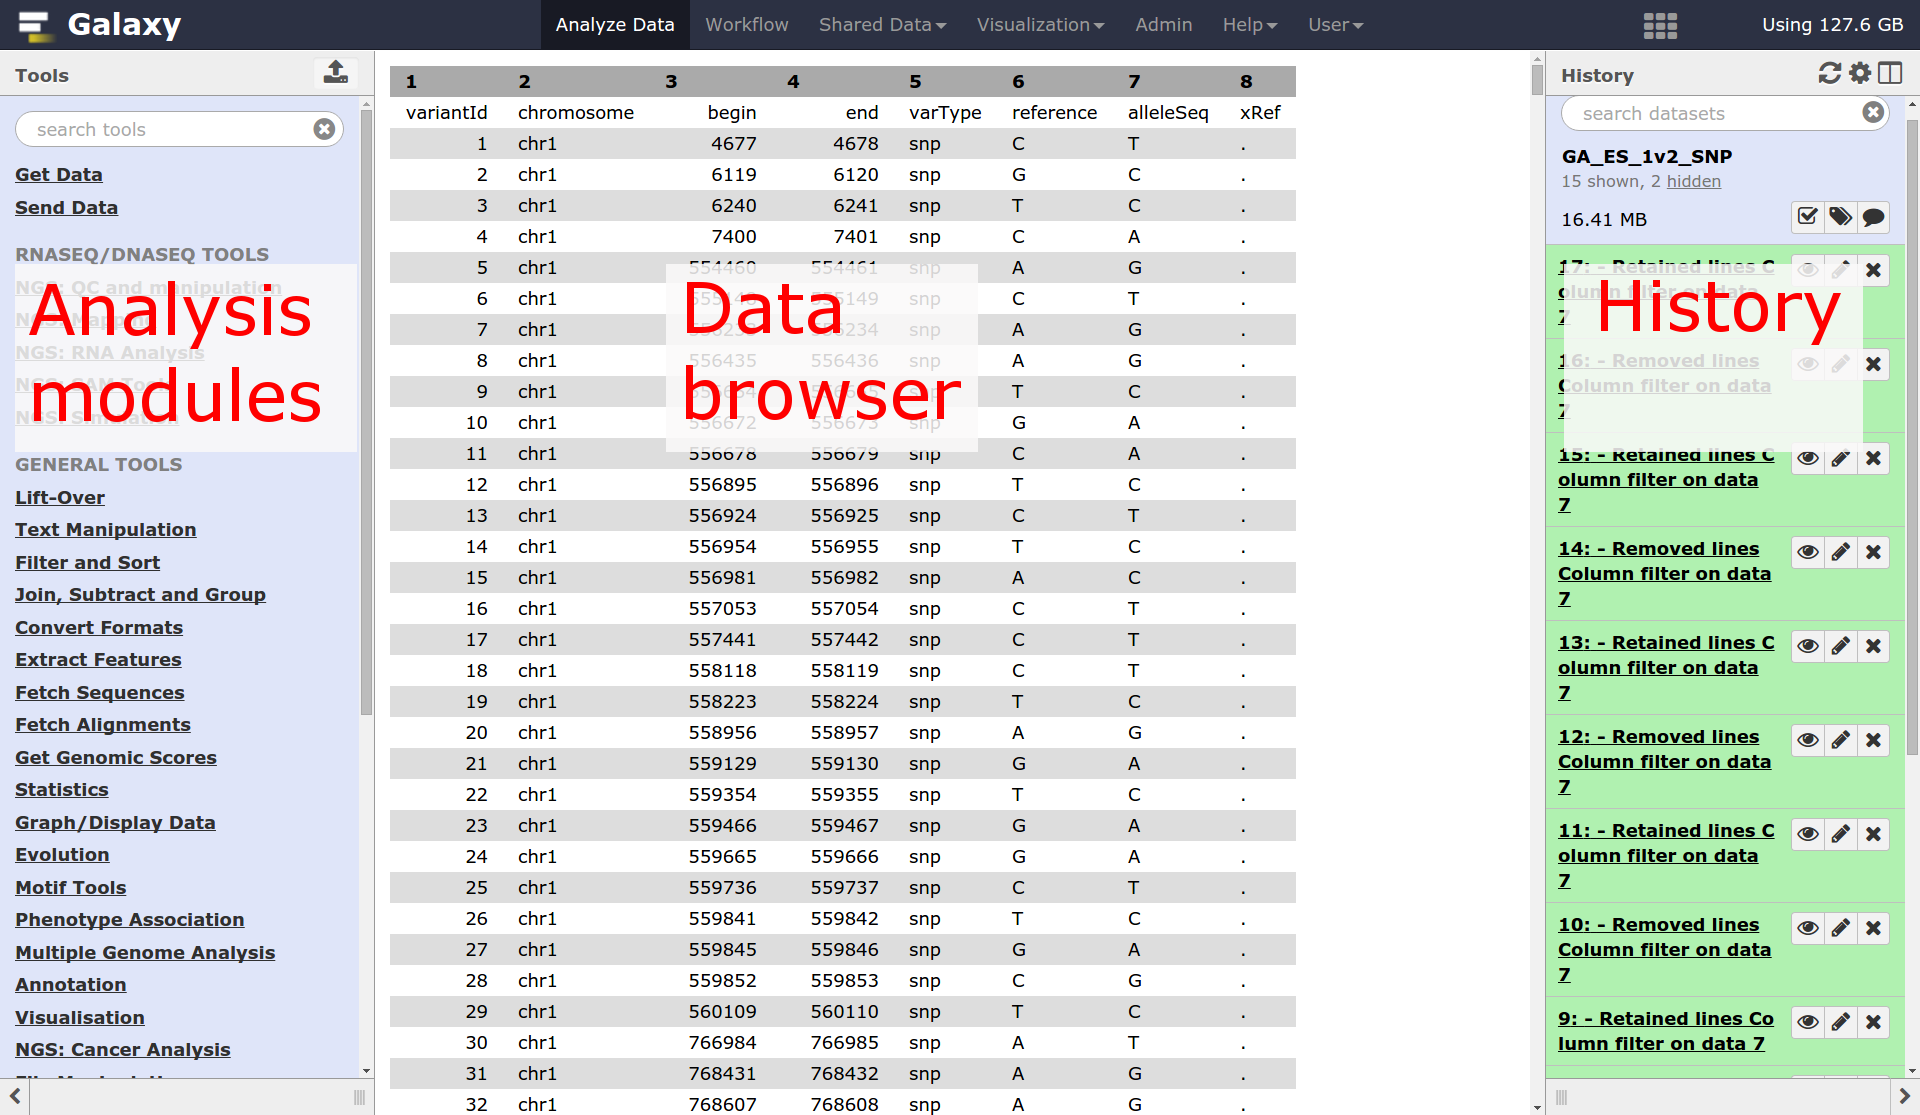 Galaxy
Analyze Data Workflow Shared Data Visualization Admin Help User
Using 127.6 GB
Tools
search tools
Get Data
Send Data
RNASEQ/DNASEQ TOOLS
NGS: QC and manipulation
NGS: Mapping
NGS: RNA Analysis
NGS: SAM Tools
NGS: Simulation
Analysis
modules
GENERAL TOOLS
Lift-Over
Text Manipulation
Filter and Sort
Join, Subtract and Group
Convert Formats
Extract Features
Fetch Sequences
Fetch Alignments
Get Genomic Scores
Statistics
Graph/Display Data
Evolution
Motif Tools
Phenotype Association
Multiple Genome Analysis
Annotation
Visualisation
NGS: Cancer Analysis
1 2 3 4 5 6 7 8
variantId chromosome begin end varType reference alleleSeq xRef
1 chr1 4677 4678 snp C T .
2 chr1 6119 6120 snp G C .
3 chr1 6240 6241 snp T C .
4 chr1 7400 7401 snp C A .
5 chr1 554460 554461 snp A G .
6 chr1 149 snp C T .
7 chr1 234 A G .
8 chr1 556435 556436 snp A G .
9 chr1 T C .
10 chr1 556672 556673 snp G A .
11 chr1 556678 556679 snp C A .
12 chr1 556895 556896 snp T C .
13 chr1 556924 556925 snp C T .
14 chr1 556954 556955 snp T C .
15 chr1 556981 556982 snp A C .
16 chr1 557053 557054 snp C T .
17 chr1 557441 557442 snp C T .
18 chr1 558118 558119 snp C T .
19 chr1 558223 558224 snp T C .
20 chr1 558956 558957 snp A G .
21 chr1 559129 559130 snp G A .
22 chr1 559354 559355 snp T C .
23 chr1 559466 559467 snp G A .
24 chr1 559665 559666 snp G A .
25 chr1 559736 559737 snp C T .
26 chr1 559841 559842 snp T C .
27 chr1 559845 559846 snp G A .
28 chr1 559852 559853 snp C G .
29 chr1 560109 560110 snp T C .
30 chr1 766984 766985 snp A T .
31 chr1 768431 768432 snp A G .
32 chr1 768607 768608 snp A G .
Data
browser
History
search datasets
GA_ES_1v2_SNP
15 shown, 2 hidden
16.41 MB
17: - Retained lines C
olumn filter on data
7
16: - Removed lines
Column filter on data
7
History
15: - Retained lines C
olumn filter on data
7
14: - Removed lines
Column filter on data
7
13: - Retained lines C
olumn filter on data
7
12: - Removed lines
Column filter on data
7
11: - Retained lines C
olumn filter on data
7
10: - Removed lines
Column filter on data
7
9: - Retained lines Co
lumn filter on data 7